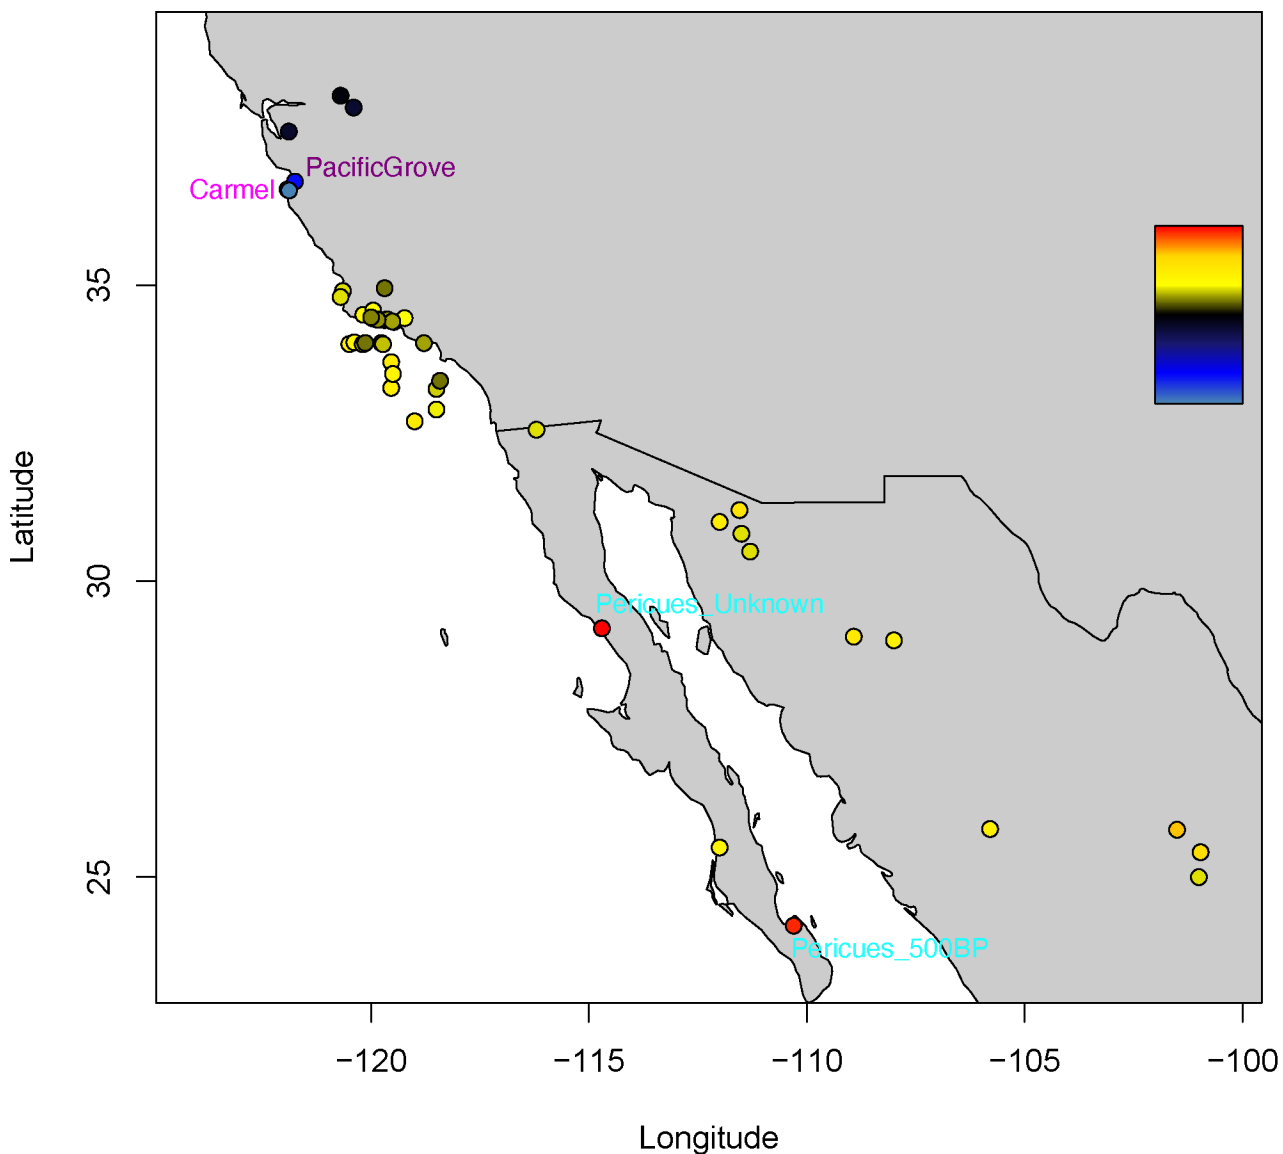 PacificGrove
Carmel
35
Latitude
30
Pericues_Unknown
25
Pericues_500BP
−120
−115
−110
−105
−100
Longitude